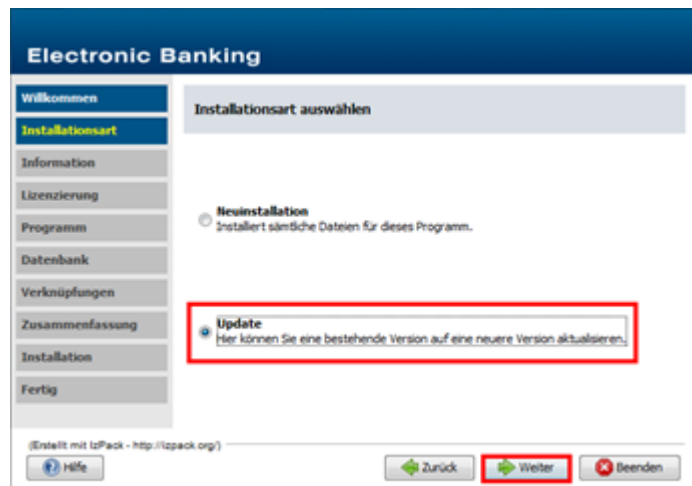 Electronic Banking
Willkommen
Installationsart
Information
Lizenzierung
Programm
Datenbank
Verknüpfungen
Zusammenfassung
Installation
Fertig
Installationsart auswählen
Neuinstallation
Installiert sämtliche Dateien für dieses Programm.
Update
Hier können Sie eine bestehende Version auf eine neuere Version aktualisieren.
(Erstellt mit IzPack - http://izpack.org/)
Hilfe
Zurück
Weiter
Beenden